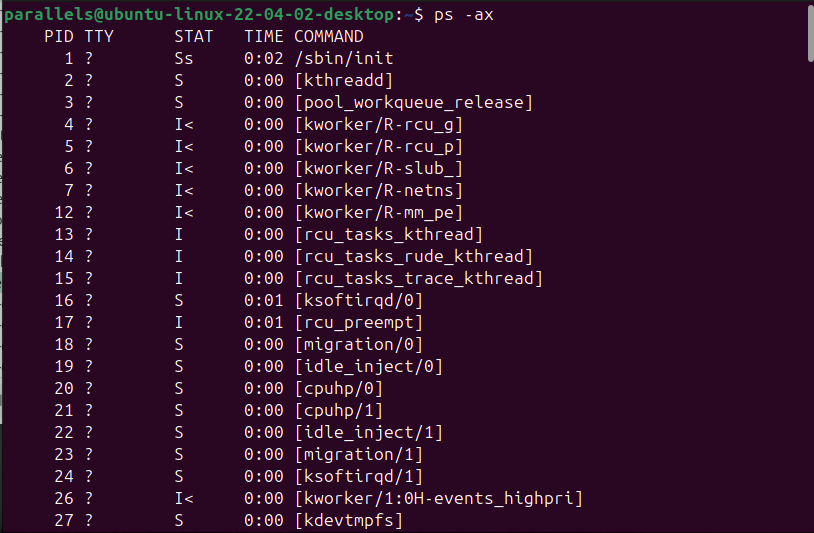 parallels@ubuntu-linux-22-04-02-desktop:~$ ps -ax
    PID TTY      STAT   TIME COMMAND
      1 ?        Ss     0:02 /sbin/init
      2 ?        S      0:00 [kthreadd]
      3 ?        S      0:00 [pool_workqueue_release]
      4 ?        I<     0:00 [kworker/R-rcu_g]
      5 ?        I<     0:00 [kworker/R-rcu_p]
      6 ?        I<     0:00 [kworker/R-slub_]
      7 ?        I<     0:00 [kworker/R-netns]
     12 ?        I<     0:00 [kworker/R-mm_pe]
     13 ?        I      0:00 [rcu_tasks_kthread]
     14 ?        I      0:00 [rcu_tasks_rude_kthread]
     15 ?        I      0:00 [rcu_tasks_trace_kthread]
     16 ?        S      0:01 [ksoftirqd/0]
     17 ?        I      0:01 [rcu_preempt]
     18 ?        S      0:00 [migration/0]
     19 ?        S      0:00 [idle_inject/0]
     20 ?        S      0:00 [cpuhp/0]
     21 ?        S      0:00 [cpuhp/1]
     22 ?        S      0:00 [idle_inject/1]
     23 ?        S      0:00 [migration/1]
     24 ?        S      0:00 [ksoftirqd/1]
     26 ?        I<     0:00 [kworker/1:0H-events_highpri]
     27 ?        S      0:00 [kdevtmpfs]